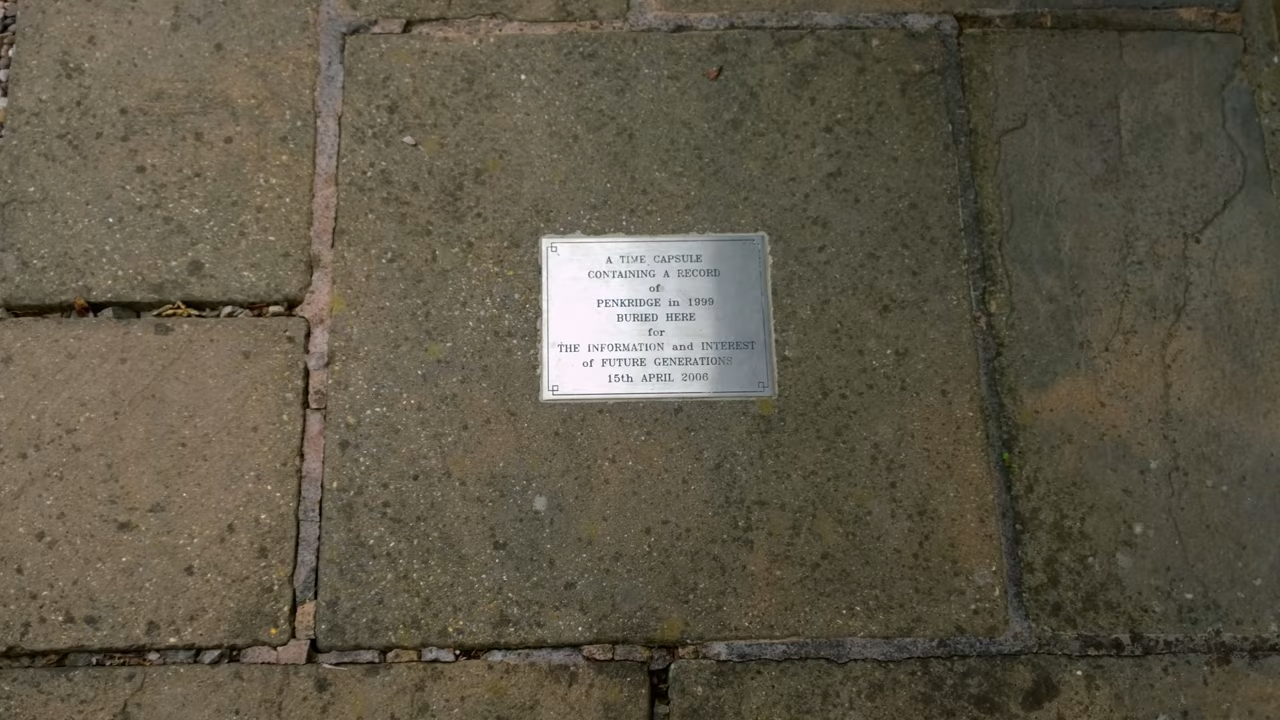 A TIME CAPSULE
CONTAINING A RECORD
of
PENKRIDGE in 1999
BURIED HERE
for
THE INFORMATION and INTEREST
of FUTURE GENERATIONS
15th APRIL 2006